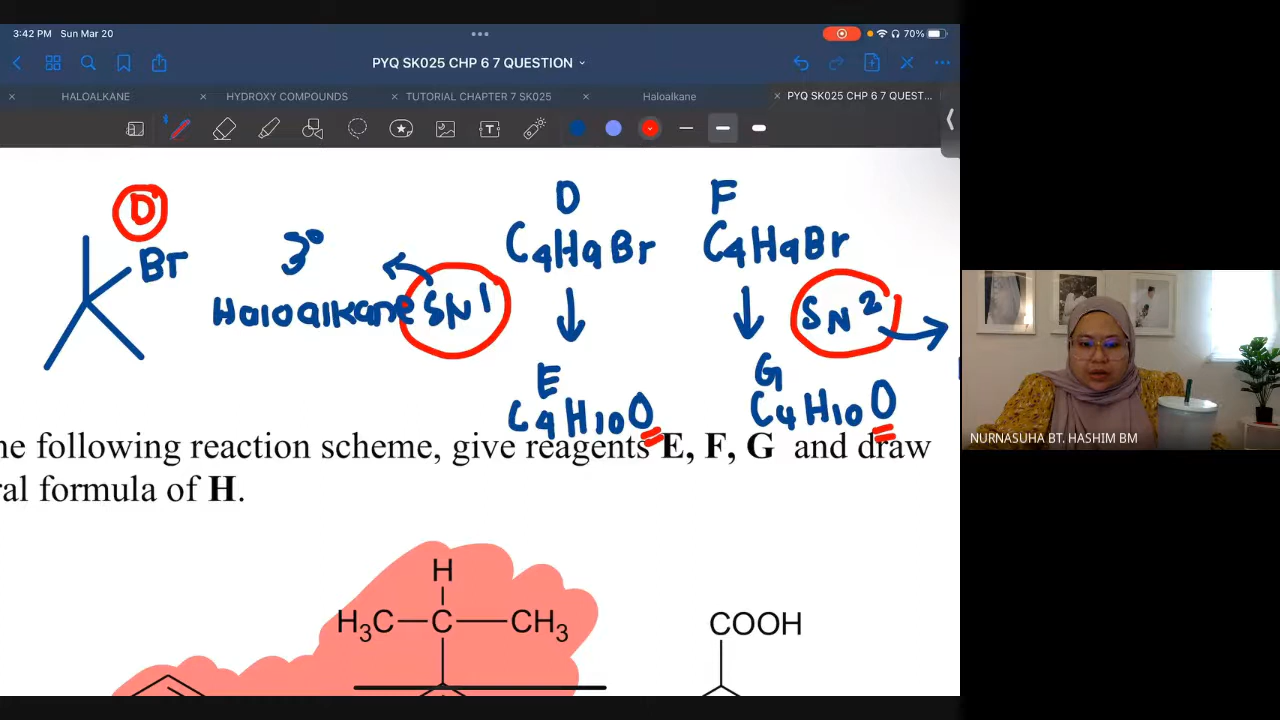 3:42 PM Sun Mar 20
70%
PYQ SK025 CHP 6 7 QUESTION
HALOALKANE
HYDROXY COMPOUNDS
TUTORIAL CHAPTER 7 SK025
Haloalkane
PYQ SK025 CHP 6 7 QUEST...
D
Br
3°
Haloalkane
SN1
D
C4H9Br
E
C4H10O
F
C4H9Br
SN2
G
C4H10O
he following reaction scheme, give reagents E, F, G and draw
ral formula of H.
H
H3C—C—CH3
COOH
NURNASUHA BT. HASHIM BM